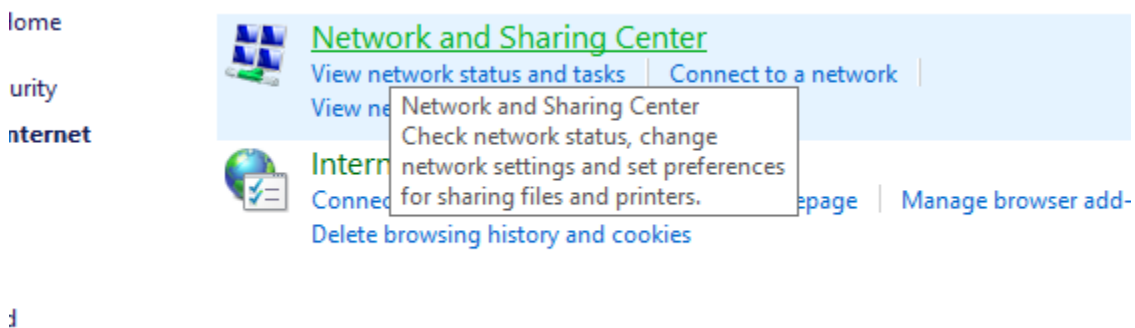 Home
Network and Sharing Center
View network status and tasks
Connect to a network
urity
View ne
Network and Sharing Center
Check network status, change
network settings and set preferences
for sharing files and printers.
nternet
Intern
Connec
epage
Manage browser add-
Delete browsing history and cookies
d